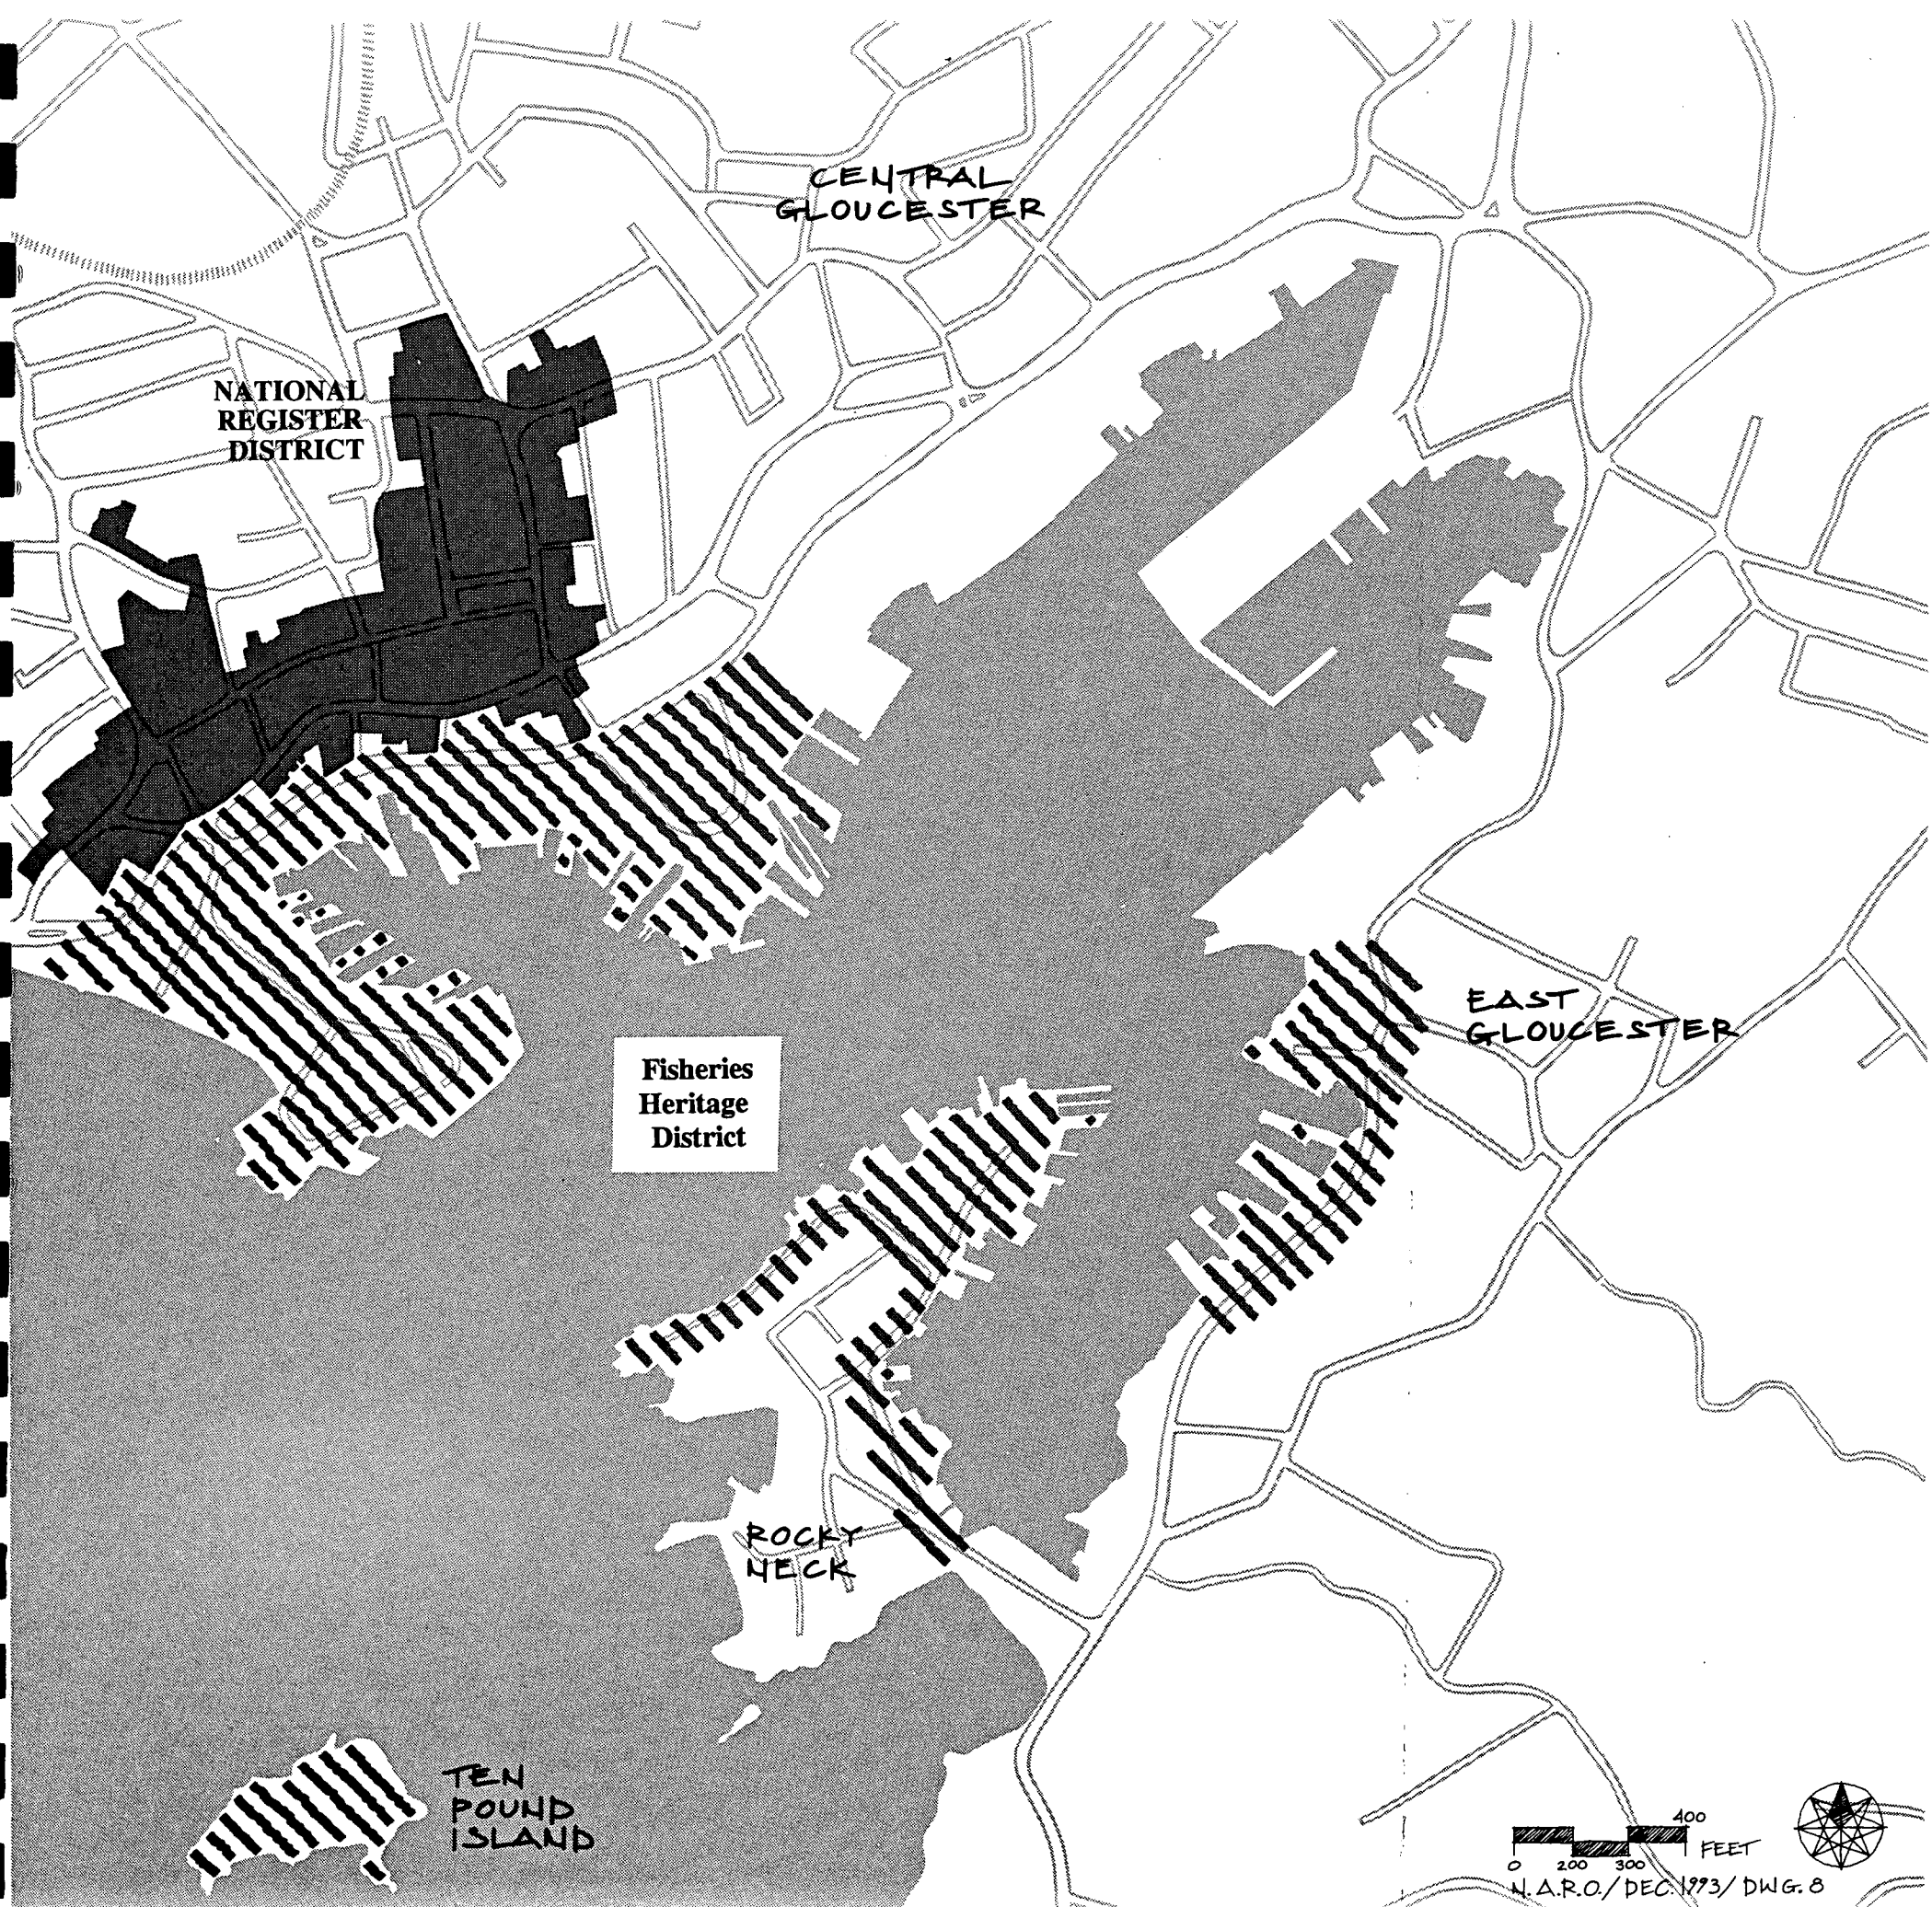 CENTRAL
GLOUCESTER
NATIONAL
REGISTER
DISTRICT
EAST
GLOUCESTER
Fisheries
Heritage
District
ROCKY
NECK
TEN
POUND
ISLAND
400
0 200 300 FEET
N.A.R.O./DEC.1993/DWG.8